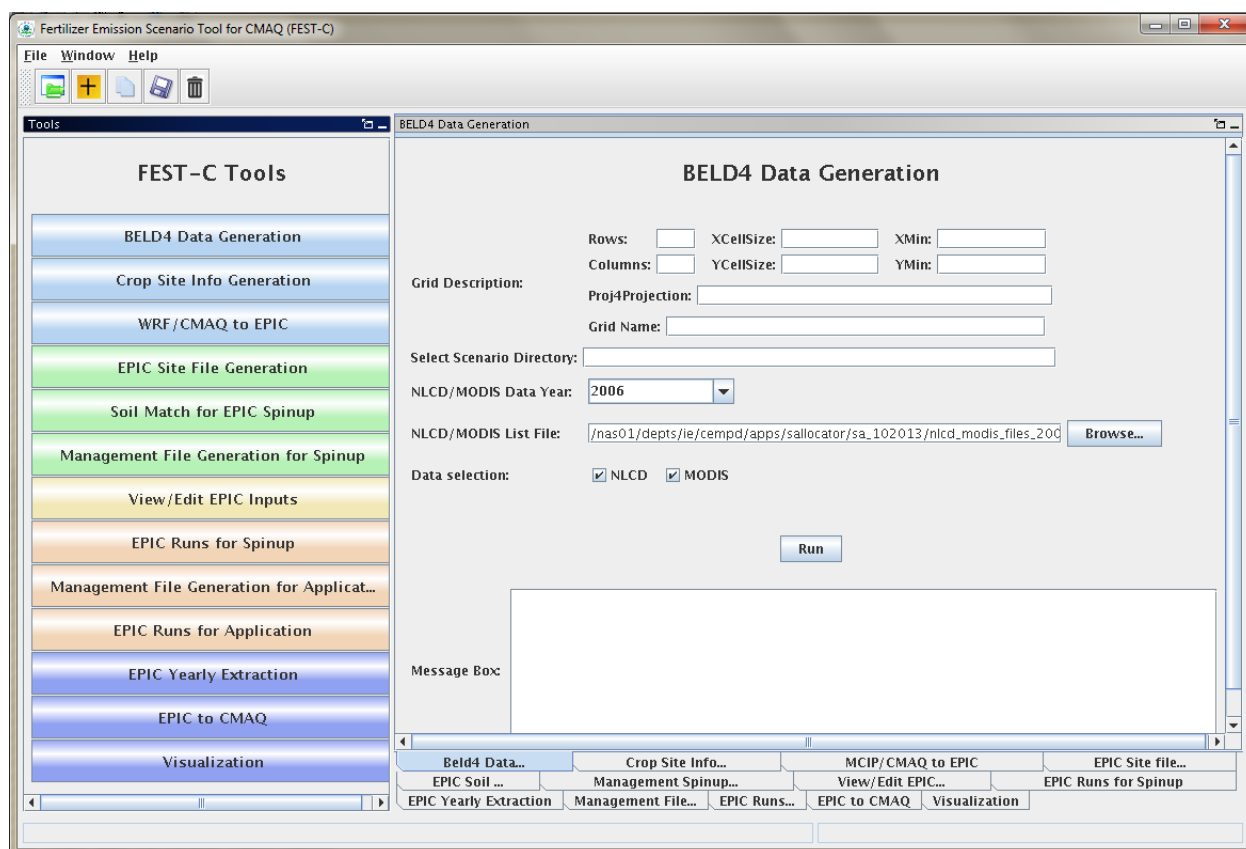 Fertilizer Emission Scenario Tool for CMAQ (FEST-C)
File Window Help
Tools
FEST-C Tools
BELD4 Data Generation
Crop Site Info Generation
WRF/CMAQ to EPIC
EPIC Site File Generation
Soil Match for EPIC Spinup
Management File Generation for Spinup
View/Edit EPIC Inputs
EPIC Runs for Spinup
Management File Generation for Applicat...
EPIC Runs for Application
EPIC Yearly Extraction
EPIC to CMAQ
Visualization
BELD4 Data Generation
BELD4 Data Generation
Grid Description:
Rows: XCellSize: XMin:
Columns: YCellSize: YMin:
Proj4Projection:
Grid Name:
Select Scenario Directory:
NLCD/MODIS Data Year: 2006
NLCD/MODIS List File: /nas01/depts/ie/cempd/apps/sallocator/sa_102013/nlcd_modis_files_200 Browse...
Data selection: NLCD MODIS
Run
Message Box:
Beld4 Data... Crop Site Info... MCIP/CMAQ to EPIC EPIC Site file...
EPIC Soil ... Management Spinup... View/Edit EPIC... EPIC Runs for Spinup
EPIC Yearly Extraction Management File... EPIC Runs... EPIC to CMAQ Visualization